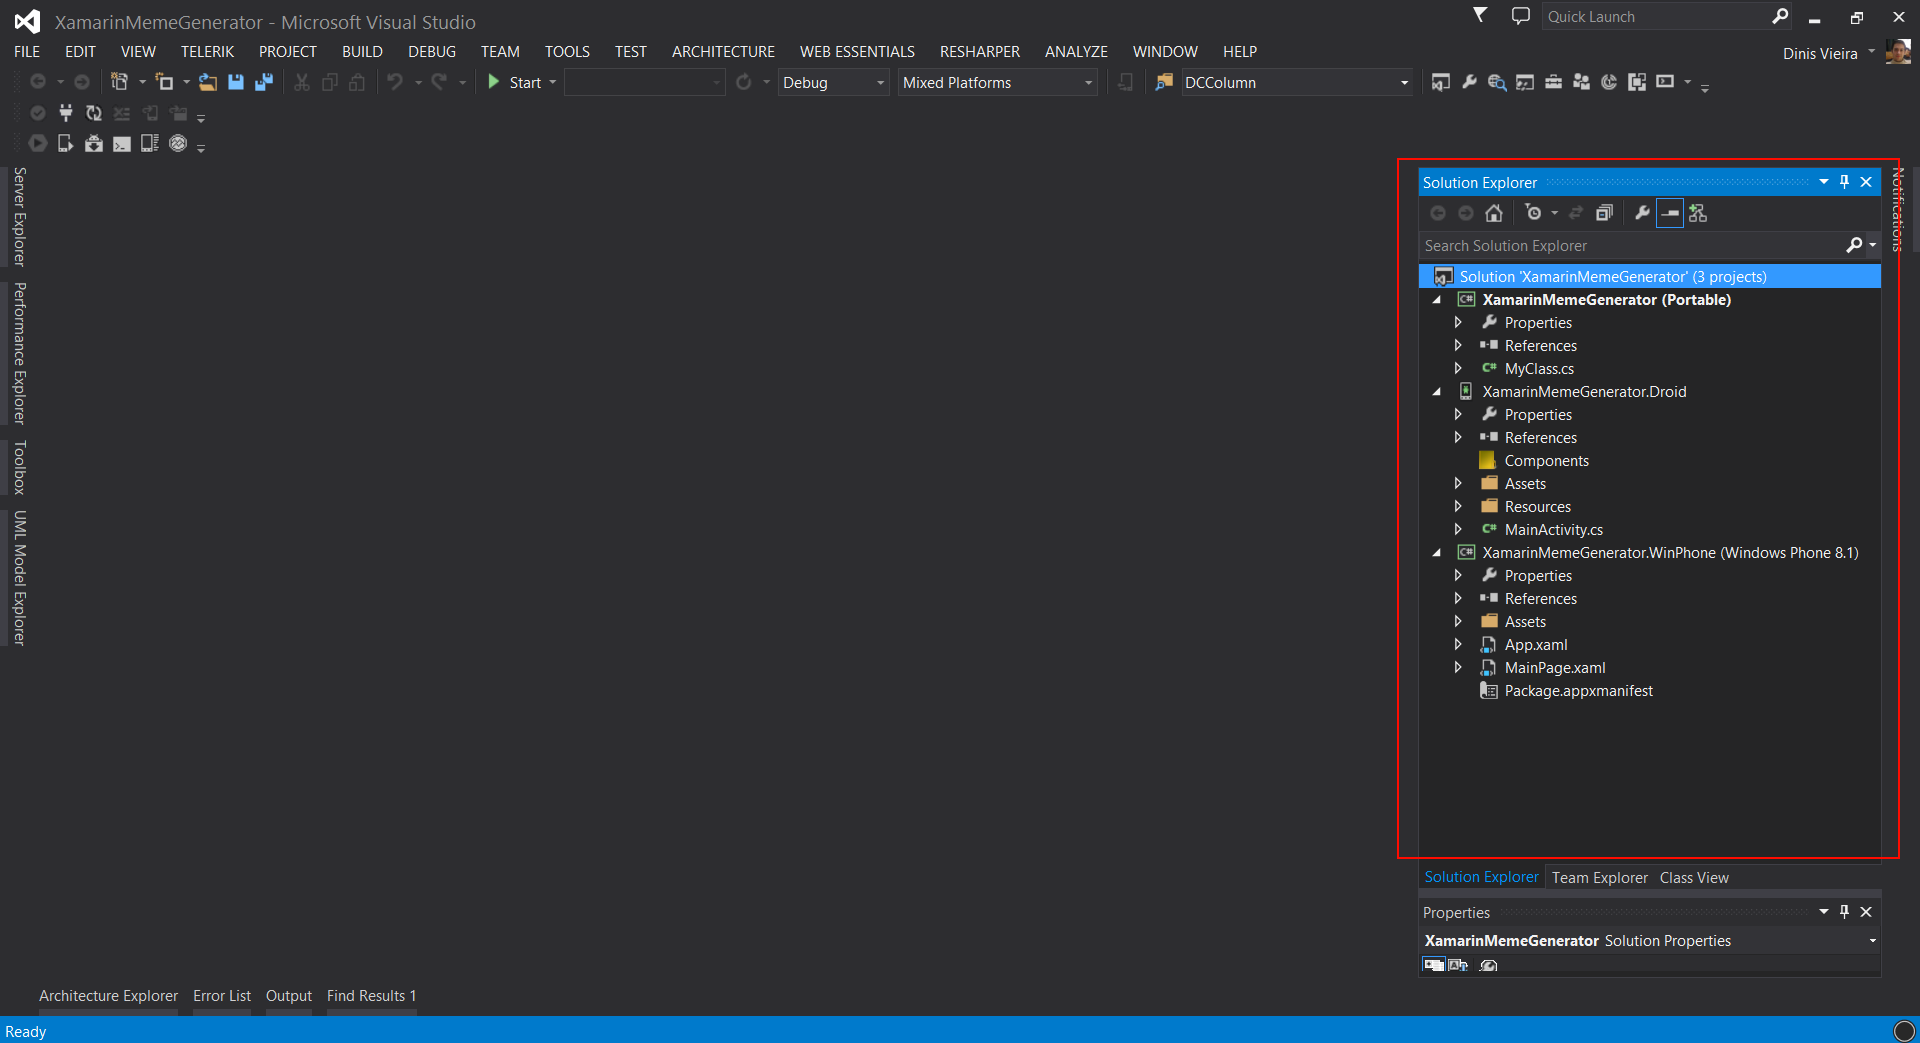 XamarinMemeGenerator - Microsoft Visual Studio
Quick Launch
FILE EDIT VIEW TELERIK PROJECT BUILD DEBUG TEAM TOOLS TEST ARCHITECTURE WEB ESSENTIALS RESHARPER ANALYZE WINDOW HELP
Dinis Vieira
Start
Debug
Mixed Platforms
DCColumn
Server Explorer
Performance Explorer
Toolbox
UML Model Explorer
Notifications
Solution Explorer
Search Solution Explorer
Solution 'XamarinMemeGenerator' (3 projects)
C# XamarinMemeGenerator (Portable)
Properties
References
C# MyClass.cs
XamarinMemeGenerator.Droid
Properties
References
Components
Assets
Resources
C# MainActivity.cs
C# XamarinMemeGenerator.WinPhone (Windows Phone 8.1)
Properties
References
Assets
App.xaml
MainPage.xaml
Package.appxmanifest
Solution Explorer Team Explorer Class View
Properties
XamarinMemeGenerator Solution Properties
Architecture Explorer Error List Output Find Results 1
Ready